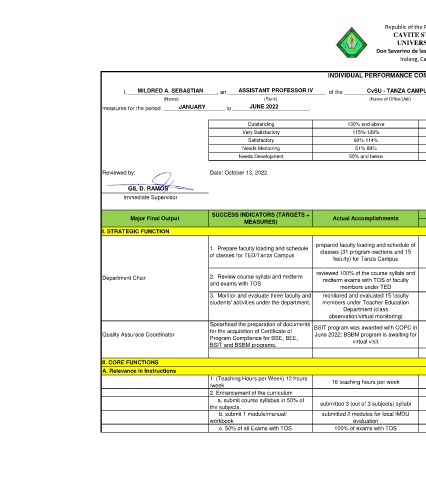 Republic of the
CAVITE
UNIVERS
Don Severino de las
Indang, Ca
INDIVIDUAL PERFORMANCE COM
I, MILDRED A. SEBASTIAN, an ASSISTANT PROFESSOR IV of the CvSU - TANZA CAMPU
(Name) (Rank) (Name of Office/Unit)
measures for the period JANUARY to JUNE 2022.
Outstanding 130% and above
Very Satisfactory 115%-129%
Satisfactory 90%-114%
Needs Mentoring 51%-89%
Needs Development 50% and below
Reviewed by: Date: October 13, 2022
GIL D. RAMOS
Immediate Supervisor
Major Final Output SUCCESS INDICATORS (TARGETS + MEASURES) Actual Accomplishments
I. STRATEGIC FUNCTION
Department Chair
1. Prepare faculty loading and schedule
of classes for TED/Tanza Campus
prepared faculty loading and schedule of
classes (31 program-sections and 15
faculty) for Tanza Campus
2. Review course syllabi and midterm
and exams with TOS
reviewed 100% of the course syllabi and
midterm exams with TOS of faculty
members under TED
3. Monitor and evaluate three faculty and
students' activities under the department.
monitored and evaluated 15 faculty
members under Teacher Education
Department (class
observation/virtual monitoring)
Quality Assurace Coordinator
Spearhead the preparation of documents
for the acquisition of Certificate of
Program Compliance for BSE, BEE,
BSIT and BSBM programs.
BSIT program was awarded with COPC in
June 2022; BSBM program is awaiting for
virtual visit
II. CORE FUNCTIONS
A. Relevance in Instructions
1. (Teaching Hours per Week) 12 hours
/week
16 teaching hours per week
2. Enhancement of the curriculum
a. submit course syllabus in 50% of
the subjects.
submitted 3 (out of 3 subjects) syllabi
b. submit 1 module/manual/
workbook
submitted 2 modules for local IMDU
evaluation
c. 50% of all Exams with TOS 100% of exams with TOS